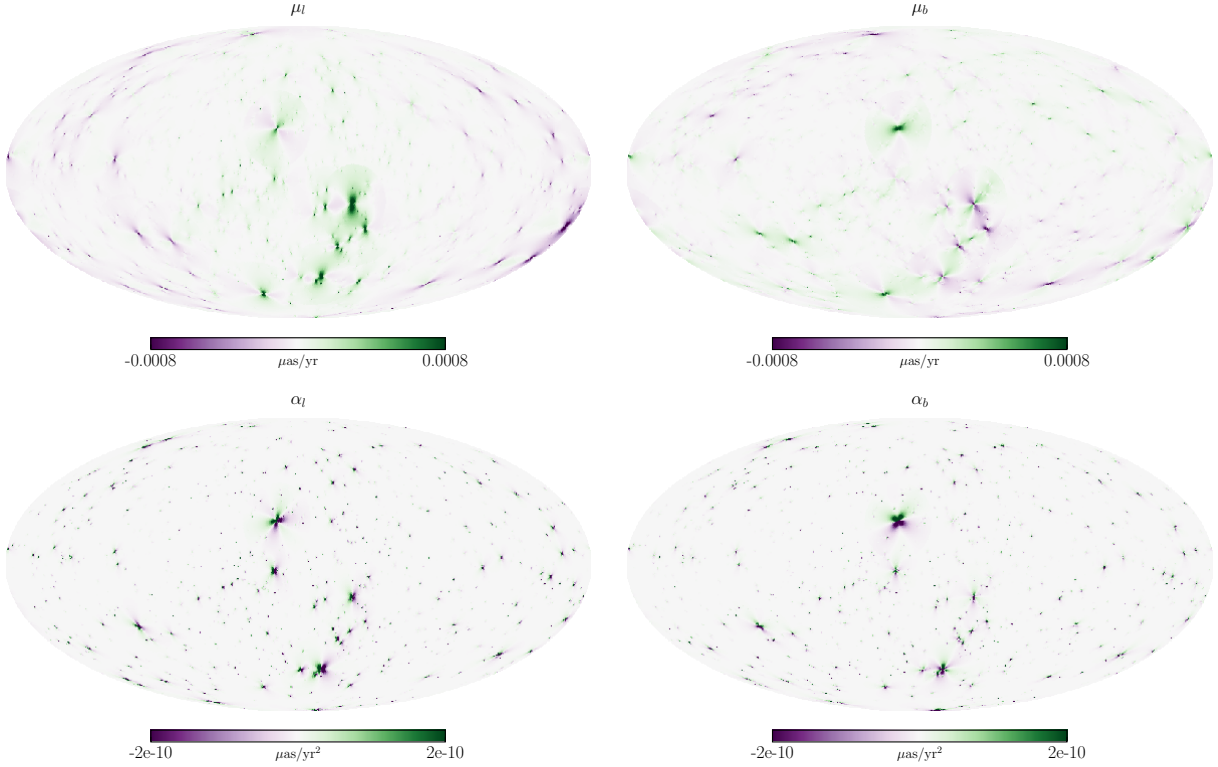 μ_l
μ_b
-0.0008 μas/yr 0.0008
-0.0008 μas/yr 0.0008
α_l
α_b
-2e-10 μas/yr² 2e-10
-2e-10 μas/yr² 2e-10